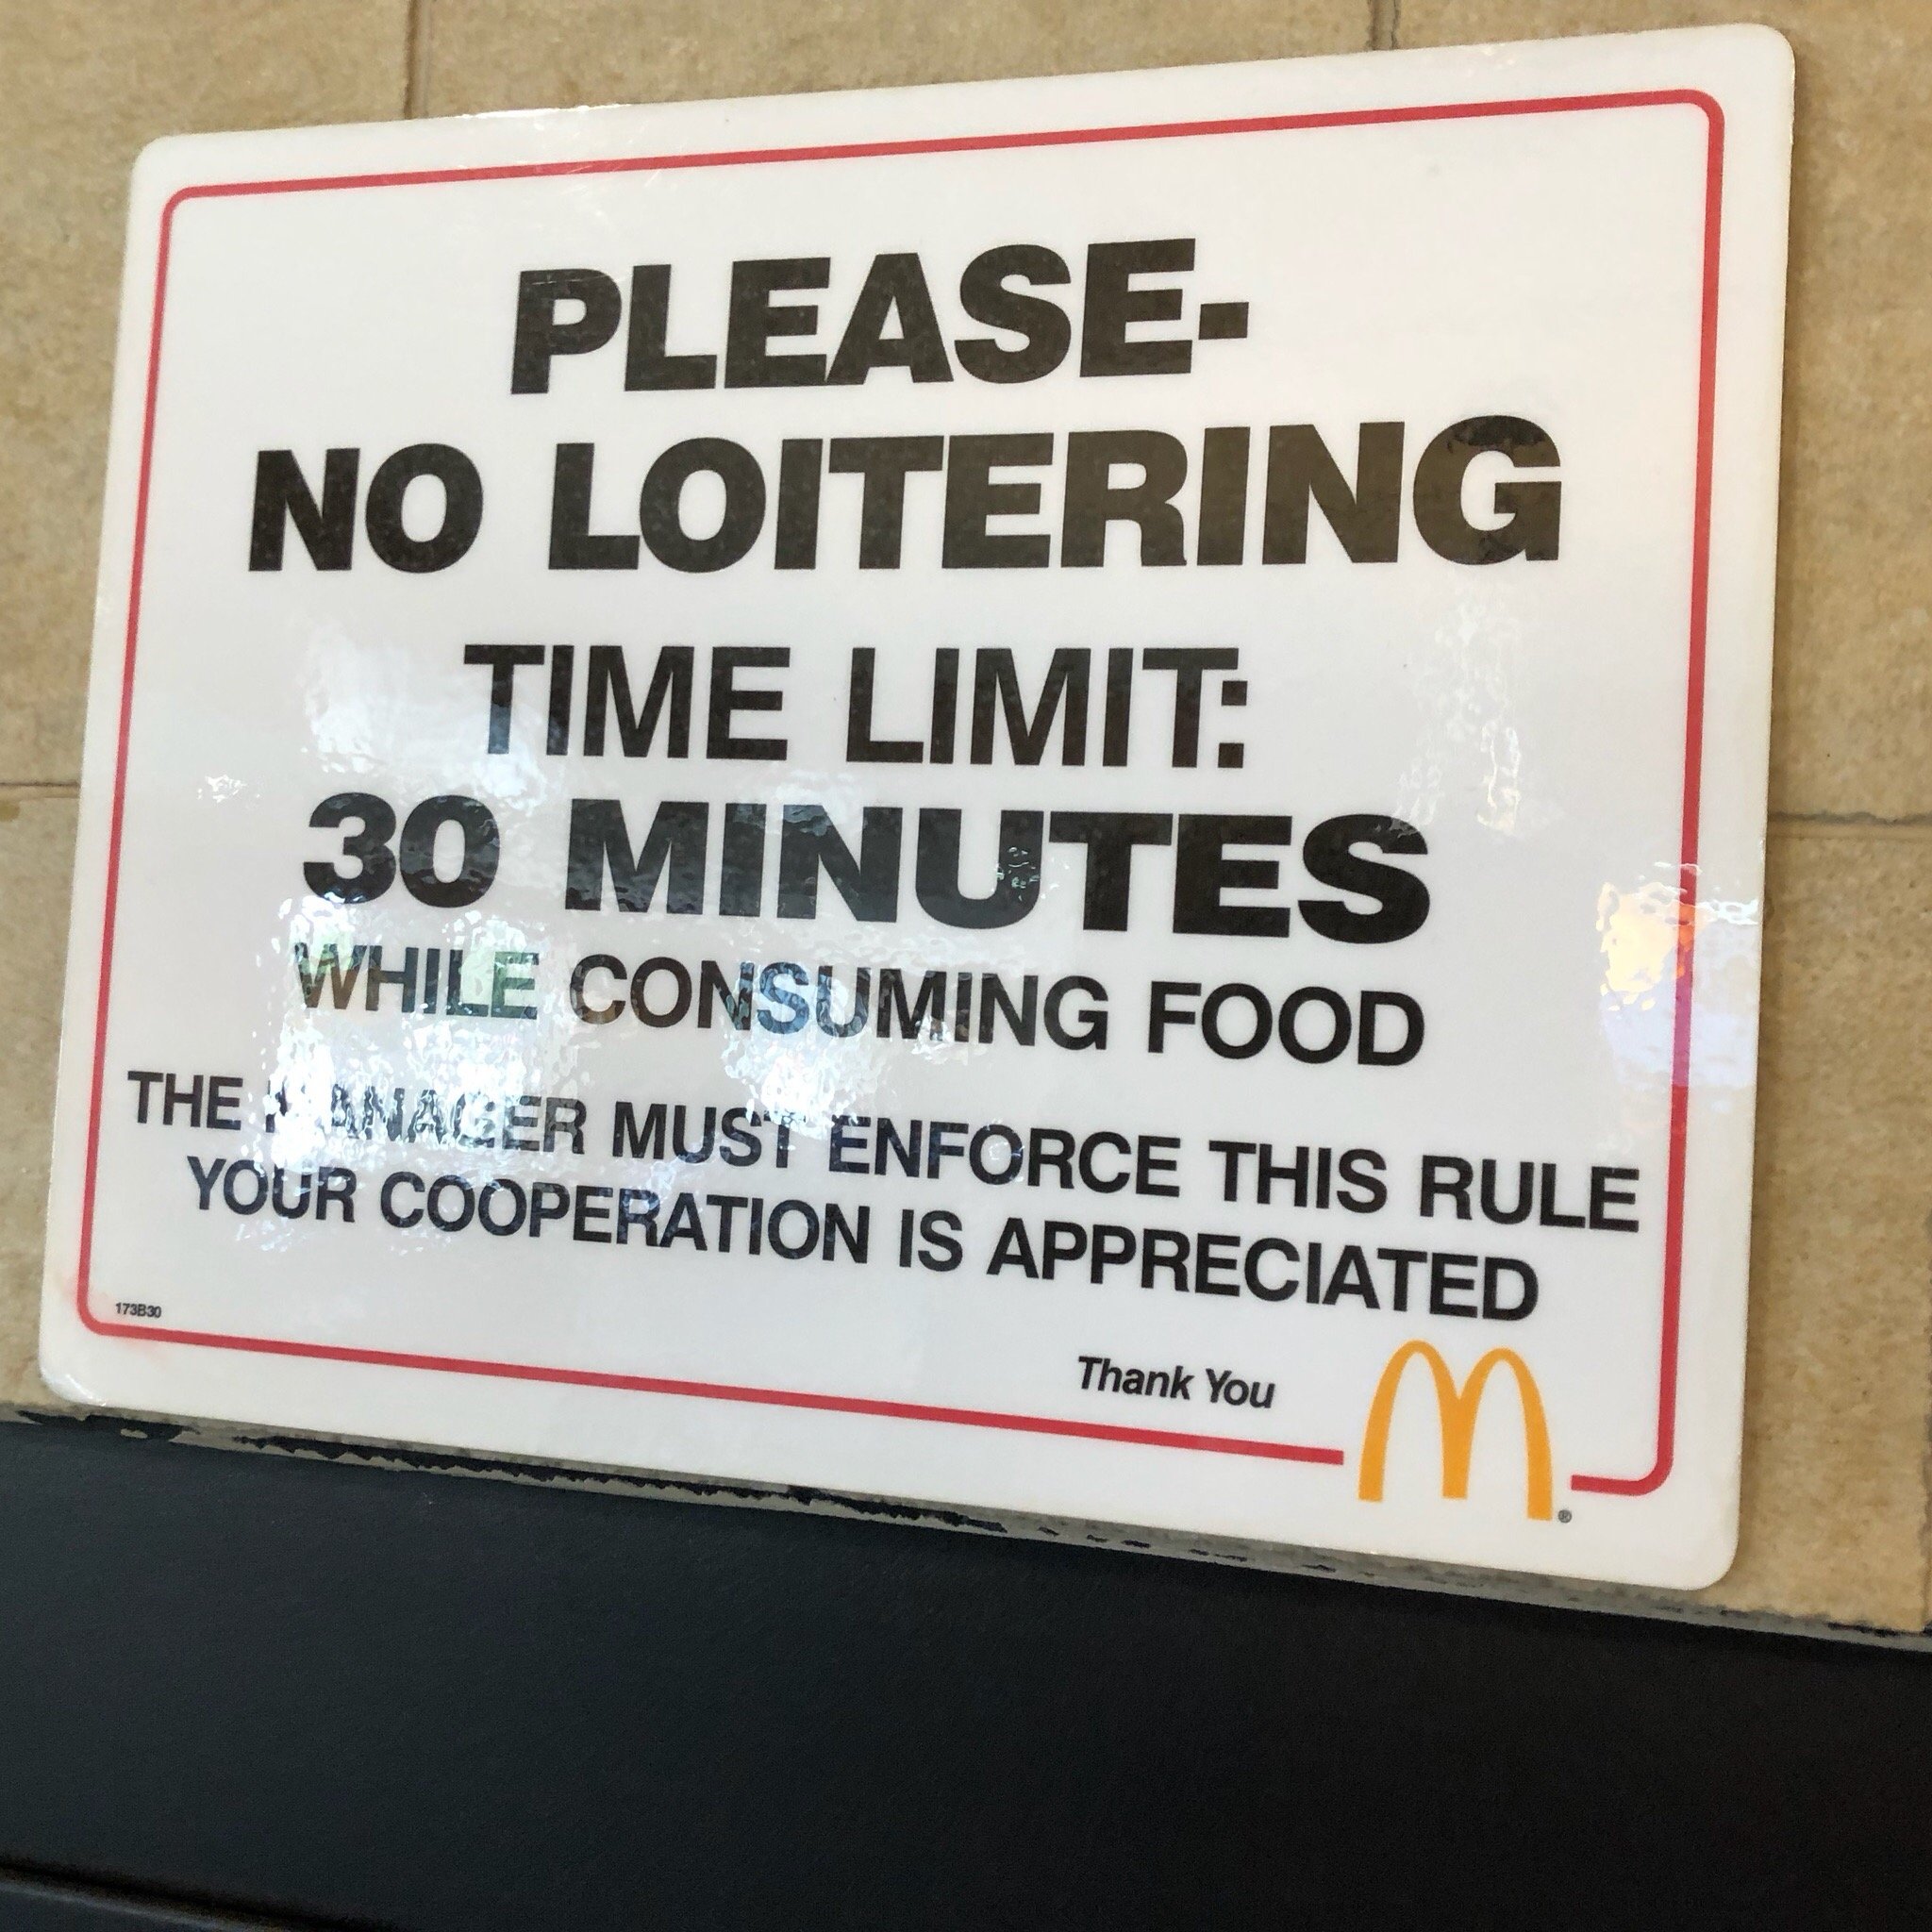 PLEASE-
NO LOITERING
TIME LIMIT:
30 MINUTES
WHILE CONSUMING FOOD
THE MANAGER MUST ENFORCE THIS RULE
YOUR COOPERATION IS APPRECIATED
173B30
Thank You
M®